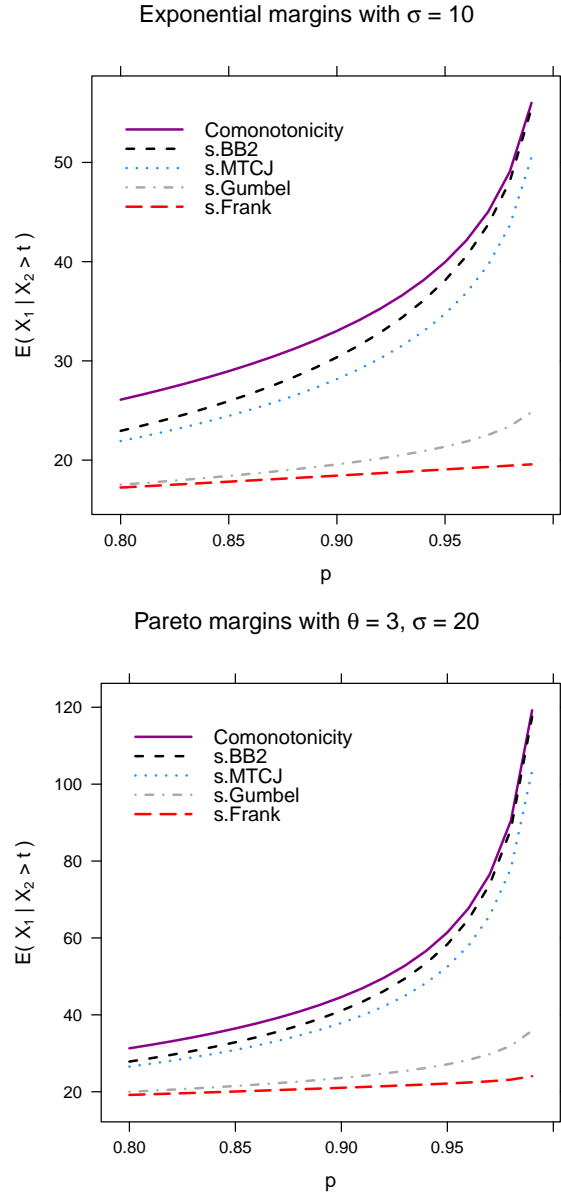 Exponential margins with σ = 10
Comonotonicity
s.BB2
s.MTCJ
s.Gumbel
s.Frank
E( X₁ | X₂ > t )
50
40
30
20
0.80 0.85 0.90 0.95
p
Pareto margins with θ = 3, σ = 20
Comonotonicity
s.BB2
s.MTCJ
s.Gumbel
s.Frank
E( X₁ | X₂ > t )
120
100
80
60
40
20
0.80 0.85 0.90 0.95
p